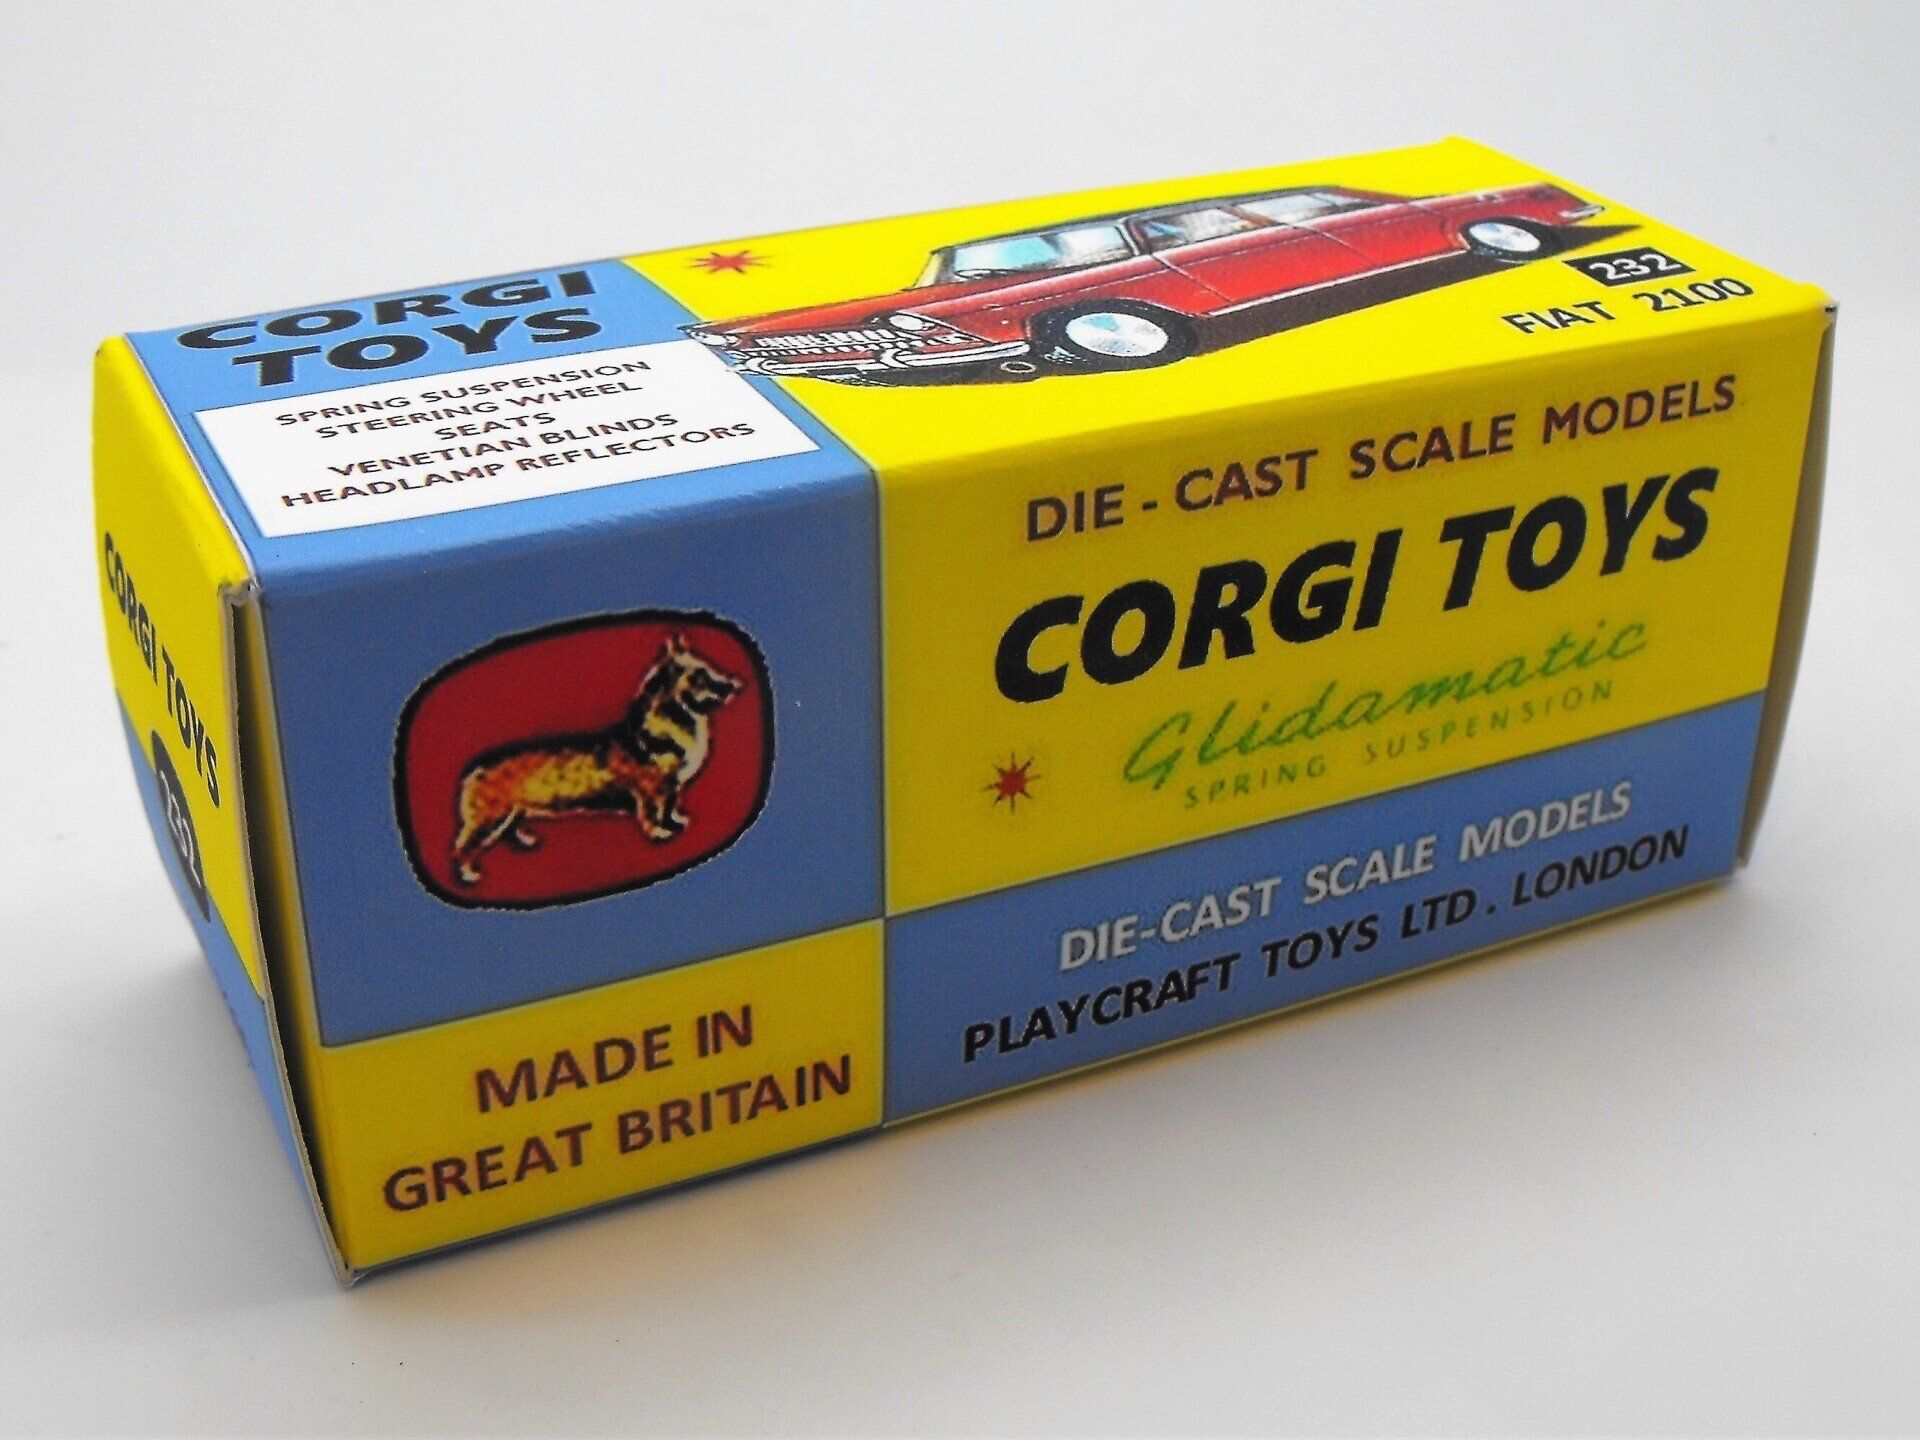 CORGI
TOYS
SPRING SUSPENSION
STEERING WHEEL
SEATS
VENETIAN BLINDS
HEADLAMP REFLECTORS
232
FIAT 2100
DIE - CAST SCALE MODELS
CORGI TOYS
Glidamatic
SPRING SUSPENSION
DIE-CAST SCALE MODELS
PLAYCRAFT TOYS LTD. LONDON
MADE IN
GREAT BRITAIN
CORGI TOYS
232